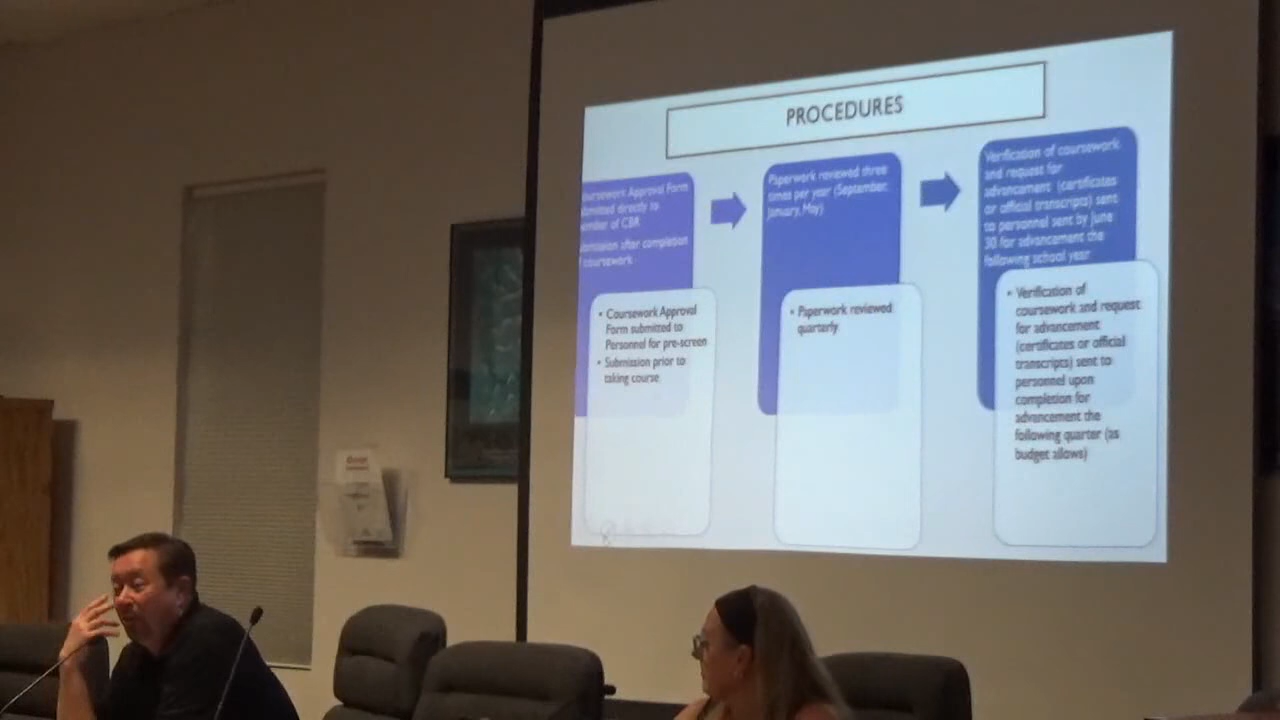 PROCEDURES
Coursework Approval Form
submitted directly to
member of CBA
submission after completion
coursework
• Coursework Approval
Form submitted to
Personnel for pre-screen
• Submission prior to
taking course
Paperwork reviewed three
times per year (September,
January, May)
• Paperwork reviewed
quarterly
Verification of coursework
and request for
advancement (certificates
or official transcripts) sent
to personnel sent by June
30 for advancement the
following school year
• Verification of
coursework and request
for advancement
(certificates or official
transcripts) sent to
personnel upon
completion for
advancement the
following quarter (as
budget allows)